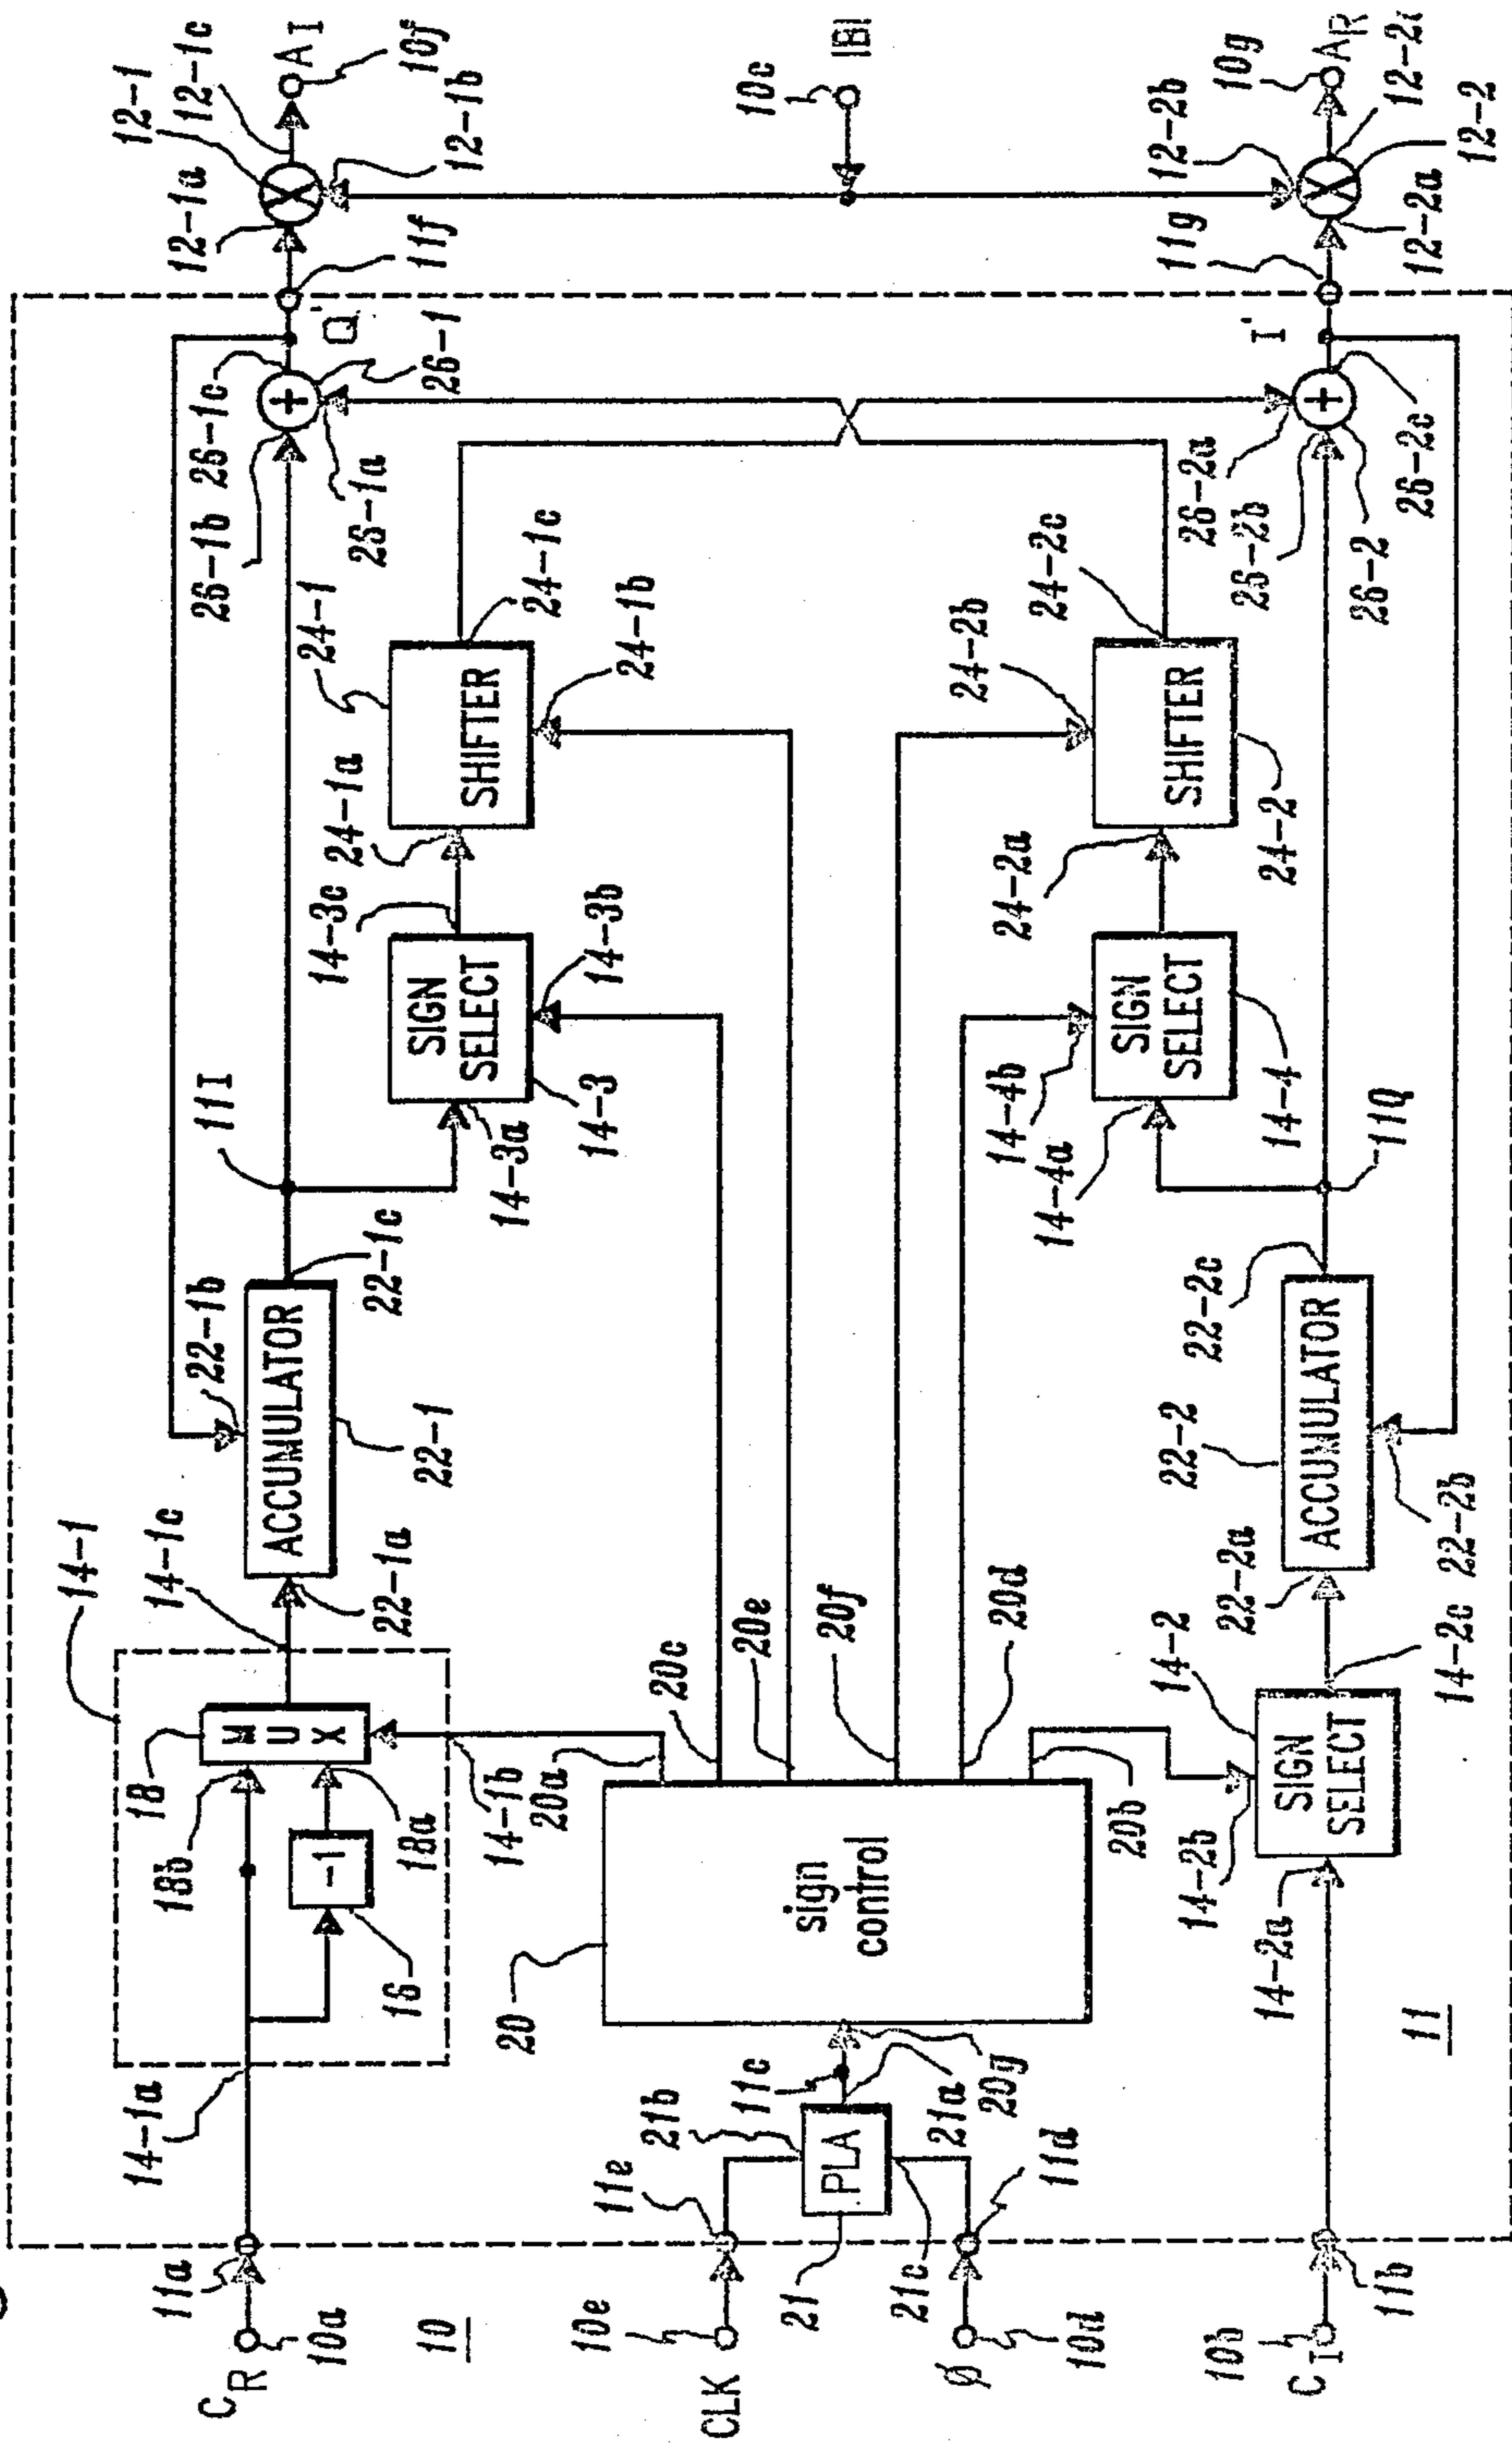 C_R
10a
11a
14-1a
14-1
18b
18
MUX
-1
16
18a
14-1b
14-1c
22-1a
ACCUMULATOR
22-1
22-1b
22-1c
11I
14-3a
14-3
SIGN
SELECT
14-3b
14-3c
24-1a
24-1
SHIFTER
24-1b
24-1c
26-1b
26-1c
26-1a
26-1
Q'
11f
12-1a
12-1
12-1c
12-1b
A_I
10f
10
10e
CLK
11e
21b
11c
PLA
21
21c
21a
20g
11d
Ø
10d
20
sign
control
20a
20c
20e
20f
20d
20b
10c
|B|
C_I
10b
11b
11
14-2a
14-2b
SIGN
SELECT
14-2
14-2c
22-2a
ACCUMULATOR
22-2
22-2b
22-2c
11Q
14-4a
14-4b
SIGN
SELECT
14-4
24-2a
24-2b
SHIFTER
24-2
24-2c
26-2a
26-2b
26-2
26-2c
I'
11g
12-2a
12-2b
12-2
10g
A_R